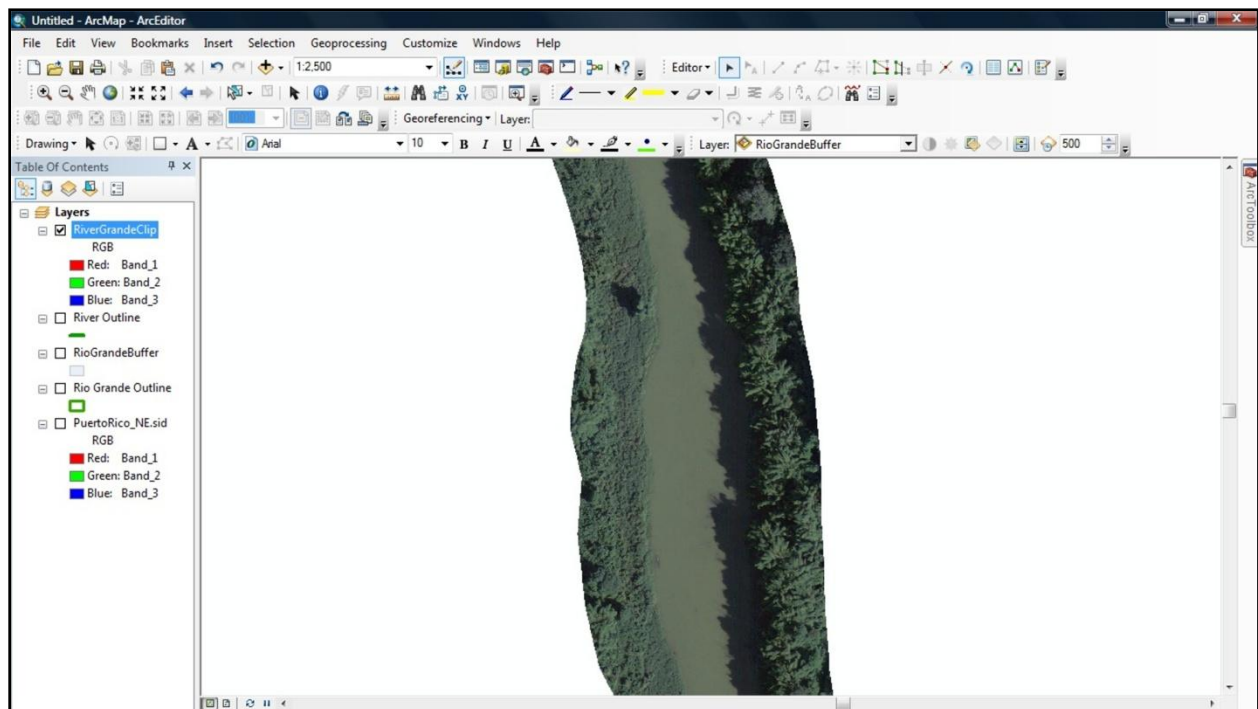 Untitled - ArcMap - ArcEditor
File Edit View Bookmarks Insert Selection Geoprocessing Customize Windows Help
1:2,500 Editor
Georeferencing Layer:
Drawing A Arial 10 B I U A Layer: RioGrandeBuffer 500
Table Of Contents
ArcToolbox
Layers
RiverGrandeClip
RGB
Red: Band_1
Green: Band_2
Blue: Band_3
River Outline
RioGrandeBuffer
Rio Grande Outline
PuertoRico_NE.sid
RGB
Red: Band_1
Green: Band_2
Blue: Band_3